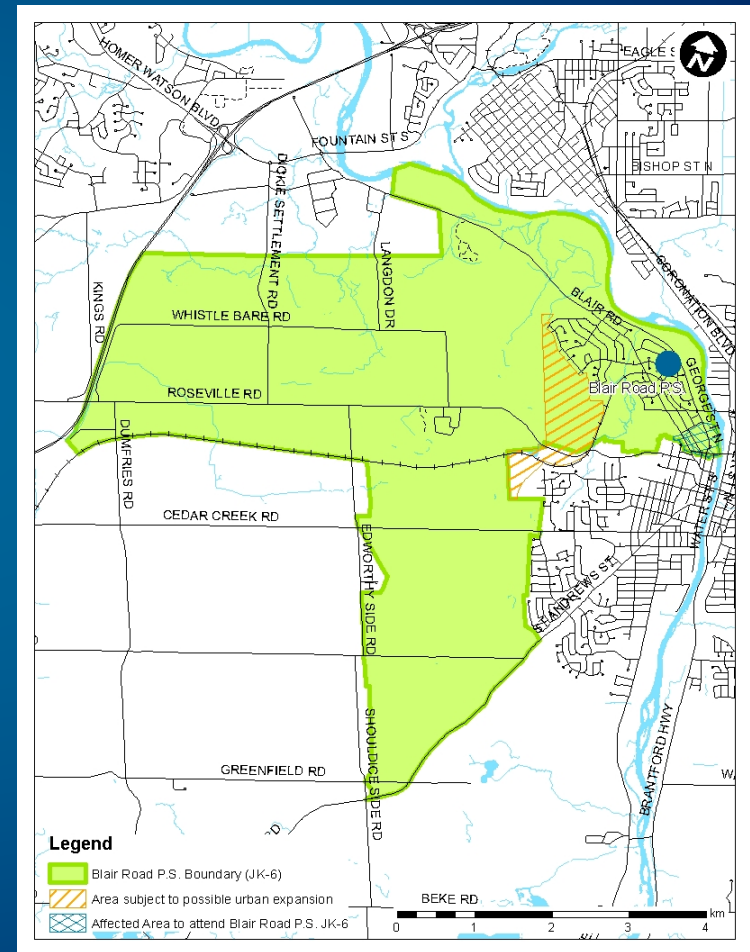 EAGLE S
N
HOMER WATSON BLVD
FOUNTAIN ST S
BISHOP ST N
DICKIE SETTLEMENT RD
LANGDON DR
CORONATION BLVD
KINGS RD
BLAIR RD
WHISTLE BARE RD
GEORGE ST N
Blair Road P.S.
ROSEVILLE RD
DUMFRIES RD
WATER ST S
CEDAR CREEK RD
EDWORTHY SIDE RD
ST ANDREWS ST
SHOULDICE SIDE RD
GREENFIELD RD
BRANTFORD HWY
W
D
Legend
Blair Road P.S. Boundary (JK-6)
Area subject to possible urban expansion
Affected Area to attend Blair Road P.S. JK-6
BEKE RD
km
0 1 2 3 4